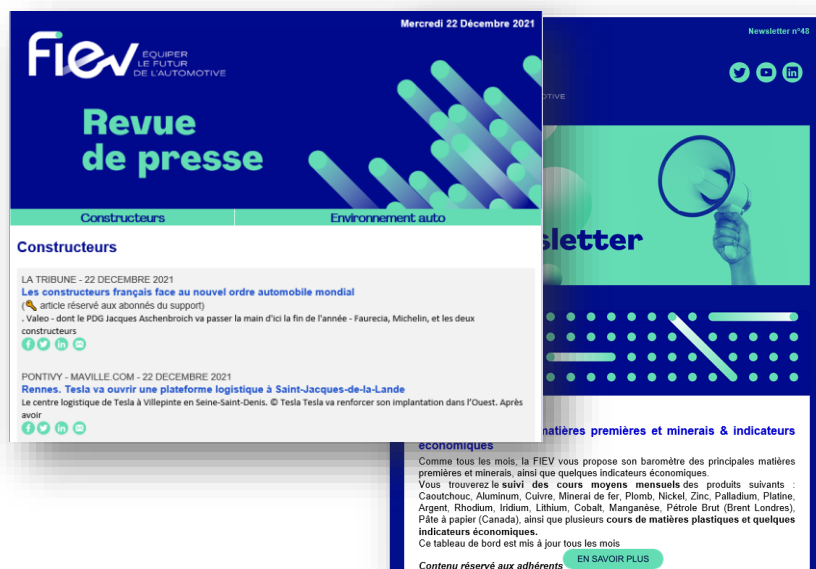 Mercredi 22 Décembre 2021
FIEV
ÉQUIPER
LE FUTUR
DE L'AUTOMOTIVE
Revue
de presse
Constructeurs
Environnement auto
Constructeurs
LA TRIBUNE - 22 DECEMBRE 2021
Les constructeurs français face au nouvel ordre automobile mondial
( article réservé aux abonnés du support)
. Valeo - dont le PDG Jacques Aschenbroich va passer la main d'ici la fin de l'année - Faurecia, Michelin, et les deux
constructeurs
PONTIVY - MAVILLE.COM - 22 DECEMBRE 2021
Rennes. Tesla va ouvrir une plateforme logistique à Saint-Jacques-de-la-Lande
Le centre logistique de Tesla à Villepinte en Seine-Saint-Denis. © Tesla Tesla va renforcer son implantation dans l'Ouest. Après
avoir
Newsletter n°48
OTIVE
sletter
matières premières et minerais & indicateurs
économiques
Comme tous les mois, la FIEV vous propose son baromètre des principales matières
premières et minerais, ainsi que quelques indicateurs économiques.
Vous trouverez le suivi des cours moyens mensuels des produits suivants :
Caoutchouc, Aluminum, Cuivre, Minerai de fer, Plomb, Nickel, Zinc, Palladium, Platine,
Argent, Rhodium, Iridium, Lithium, Cobalt, Manganèse, Pétrole Brut (Brent Londres),
Pâte à papier (Canada), ainsi que plusieurs cours de matières plastiques et quelques
indicateurs économiques.
Ce tableau de bord est mis à jour tous les mois
EN SAVOIR PLUS
Contenu réservé aux adhérents